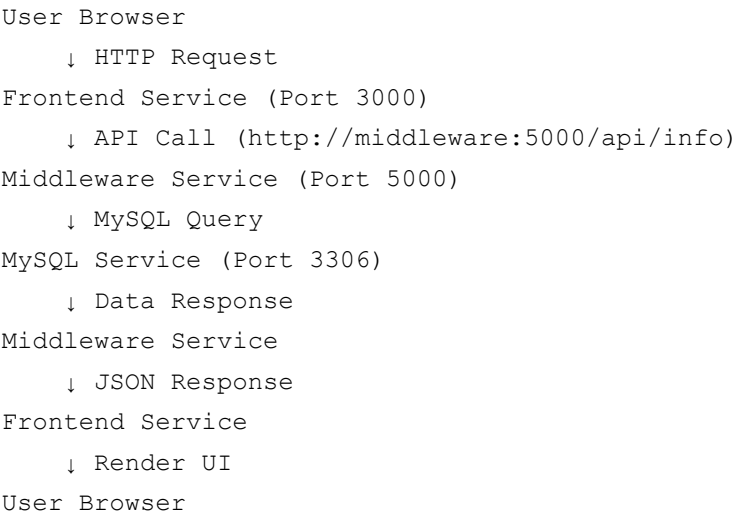 User Browser
    ↓ HTTP Request
Frontend Service (Port 3000)
    ↓ API Call (http://middleware:5000/api/info)
Middleware Service (Port 5000)
    ↓ MySQL Query
MySQL Service (Port 3306)
    ↓ Data Response
Middleware Service
    ↓ JSON Response
Frontend Service
    ↓ Render UI
User Browser